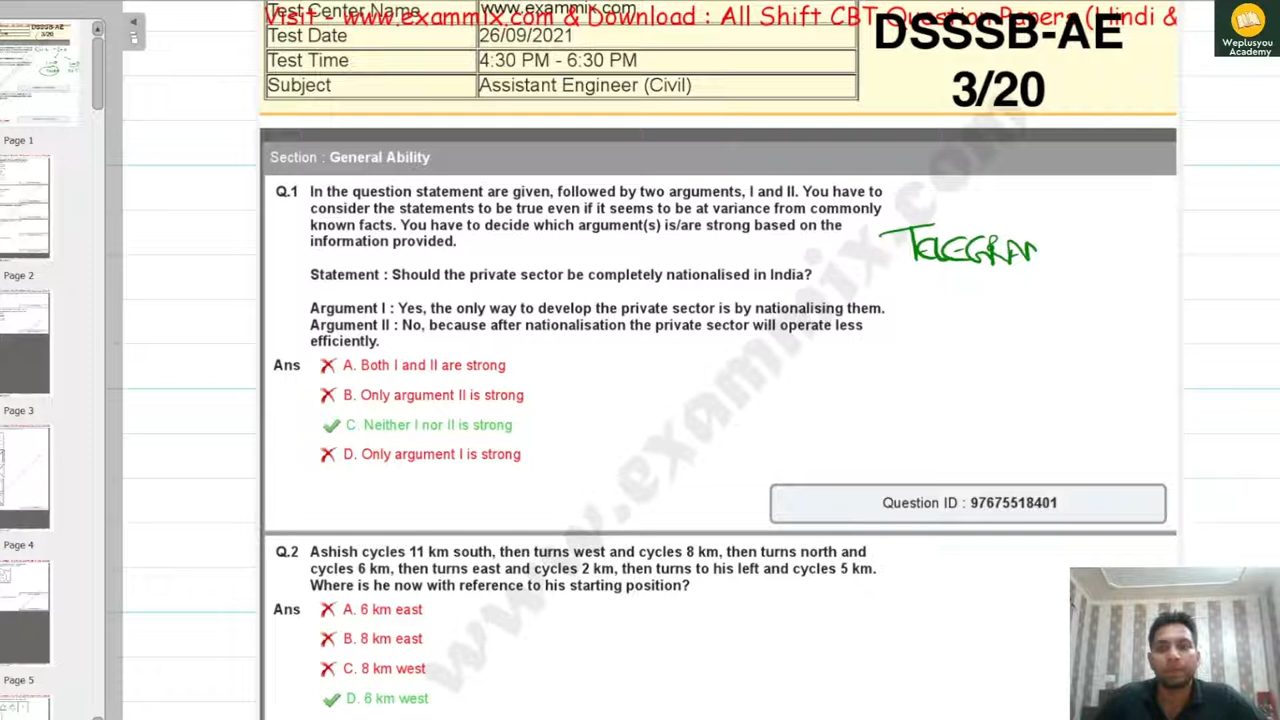 Test Center Name www.exammix.com
Visit - www.exammix.com & Download : All Shift CBT Question Papers (Hindi &
Test Date 26/09/2021
Test Time 4:30 PM - 6:30 PM
Subject Assistant Engineer (Civil)
DSSSB-AE
3/20
Weplusyou
Academy
DSSSB-AE
3/20
Page 1
Page 2
Page 3
Page 4
Page 5
Section : General Ability
Q.1 In the question statement are given, followed by two arguments, I and II. You have to
consider the statements to be true even if it seems to be at variance from commonly
known facts. You have to decide which argument(s) is/are strong based on the
information provided.
TELEGRAM
Statement : Should the private sector be completely nationalised in India?
Argument I : Yes, the only way to develop the private sector is by nationalising them.
Argument II : No, because after nationalisation the private sector will operate less
efficiently.
Ans A. Both I and II are strong
B. Only argument II is strong
C. Neither I nor II is strong
D. Only argument I is strong
Question ID : 97675518401
Q.2 Ashish cycles 11 km south, then turns west and cycles 8 km, then turns north and
cycles 6 km, then turns east and cycles 2 km, then turns to his left and cycles 5 km.
Where is he now with reference to his starting position?
Ans A. 6 km east
B. 8 km east
C. 8 km west
D. 6 km west
www.exammix.com